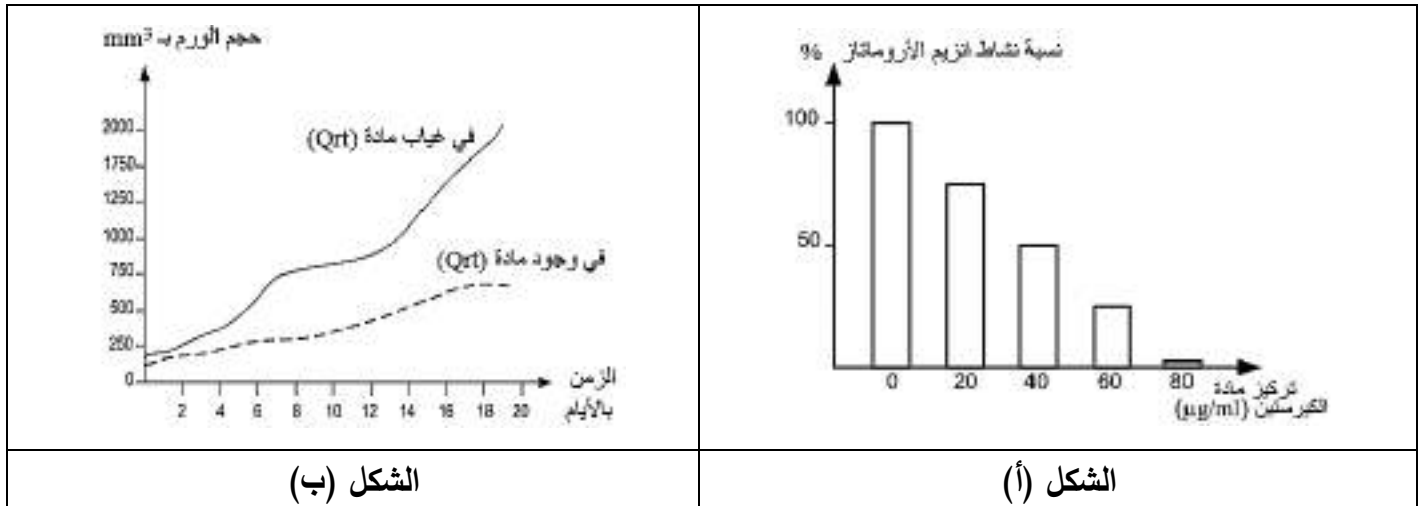 نسبة نشاط انزيم الأروماتاز %
100
50
0 20 40 60 80
تركيز مادة
الكيرستين (µg/ml)
الشكل (أ)
حجم الورم بـ mm³
2000
1750
1250
1000
750
500
250
0
في غياب مادة (Qrt)
في وجود مادة (Qrt)
2 4 6 8 10 12 14 16 18 20
الزمن
بالأيام
الشكل (ب)